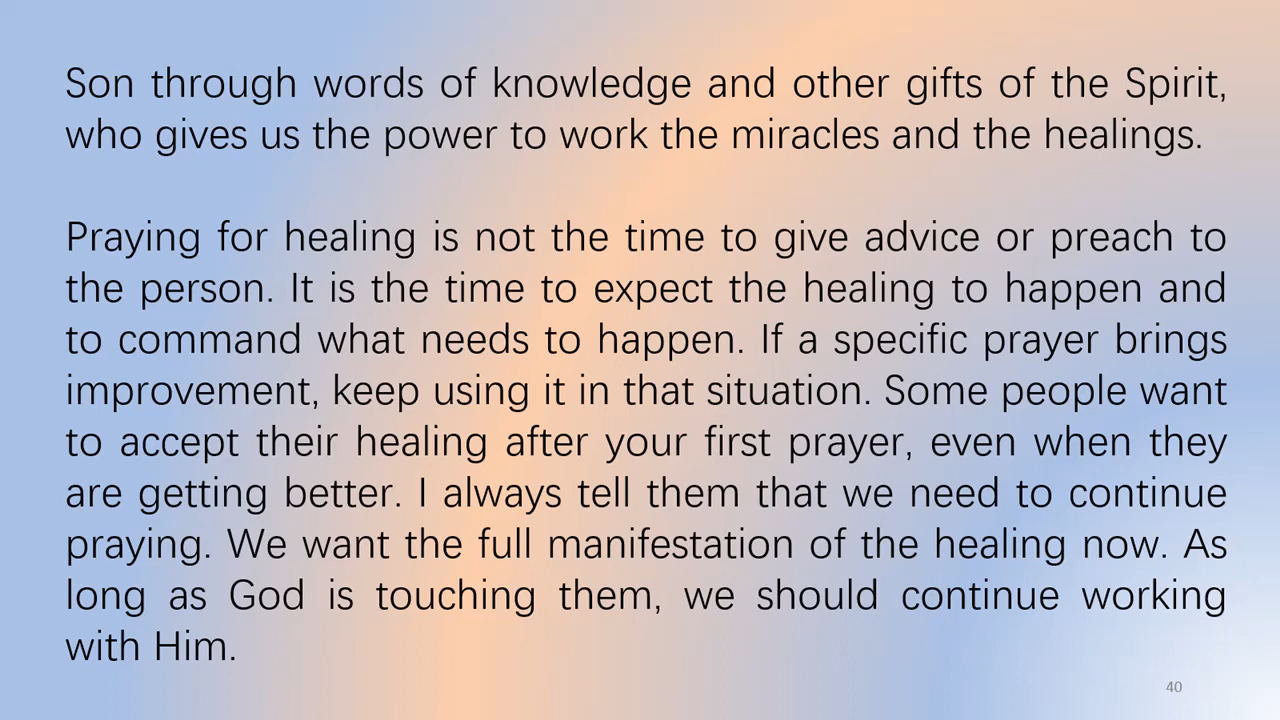 Son through words of knowledge and other gifts of the Spirit,
who gives us the power to work the miracles and the healings.
Praying for healing is not the time to give advice or preach to
the person. It is the time to expect the healing to happen and
to command what needs to happen. If a specific prayer brings
improvement, keep using it in that situation. Some people want
to accept their healing after your first prayer, even when they
are getting better. I always tell them that we need to continue
praying. We want the full manifestation of the healing now. As
long as God is touching them, we should continue working
with Him.
40